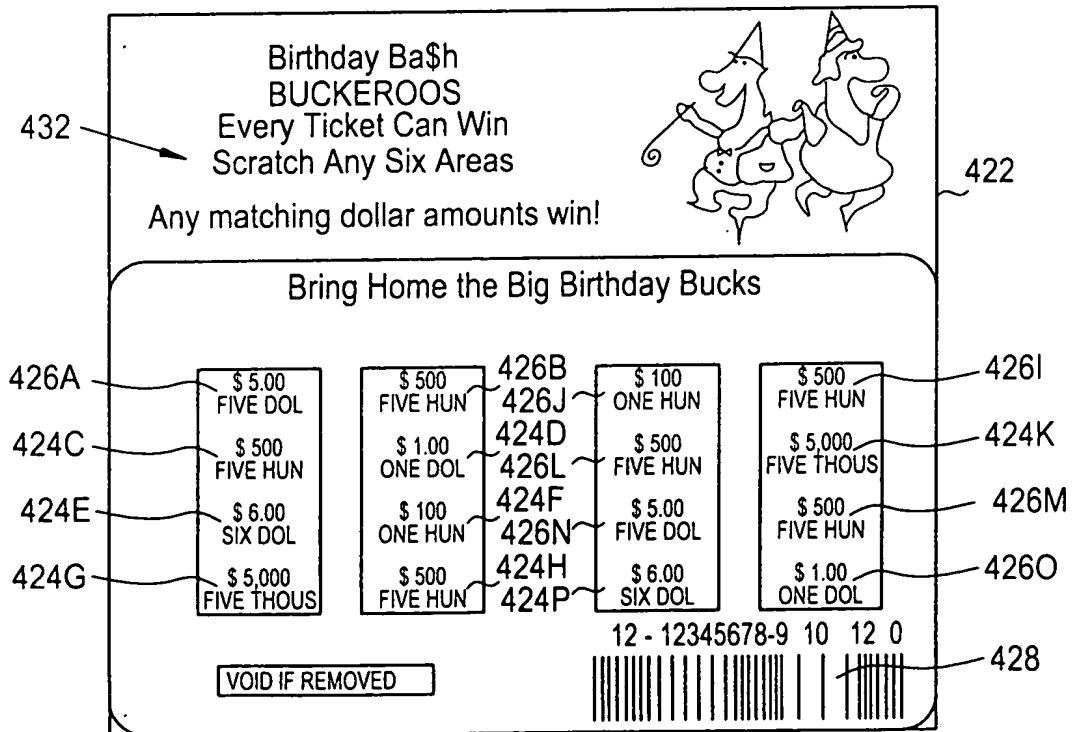 Birthday Ba$h
BUCKEROOS
Every Ticket Can Win
432
Scratch Any Six Areas
422
Any matching dollar amounts win!
Bring Home the Big Birthday Bucks
426A
$ 5.00
FIVE DOL
$ 500
FIVE HUN
426B
426J
$ 100
ONE HUN
$ 500
FIVE HUN
426I
424C
$ 500
FIVE HUN
$ 1.00
ONE DOL
424D
426L
$ 500
FIVE HUN
$ 5,000
FIVE THOUS
424K
424E
$ 6.00
SIX DOL
$ 100
ONE HUN
424F
426N
$ 5.00
FIVE DOL
$ 500
FIVE HUN
426M
424G
$ 5,000
FIVE THOUS
$ 500
FIVE HUN
424H
424P
$ 6.00
SIX DOL
$ 1.00
ONE DOL
426O
12 - 12345678-9 10 12 0
428
VOID IF REMOVED